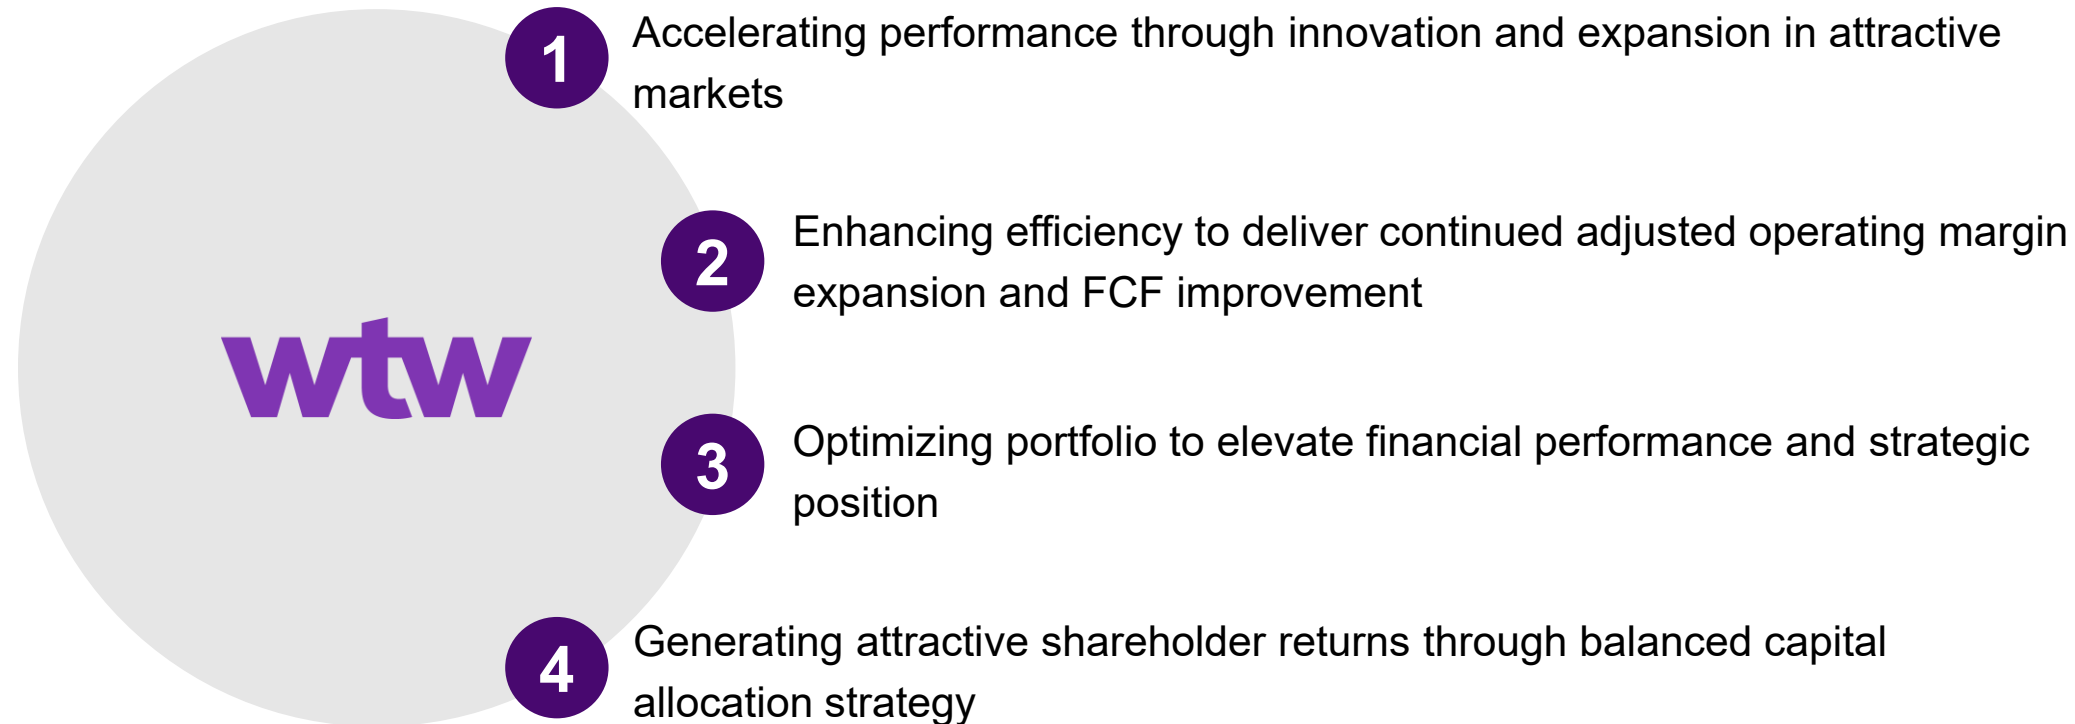 wtw
1
Accelerating performance through innovation and expansion in attractive
markets
2
Enhancing efficiency to deliver continued adjusted operating margin
expansion and FCF improvement
3
Optimizing portfolio to elevate financial performance and strategic
position
4
Generating attractive shareholder returns through balanced capital
allocation strategy